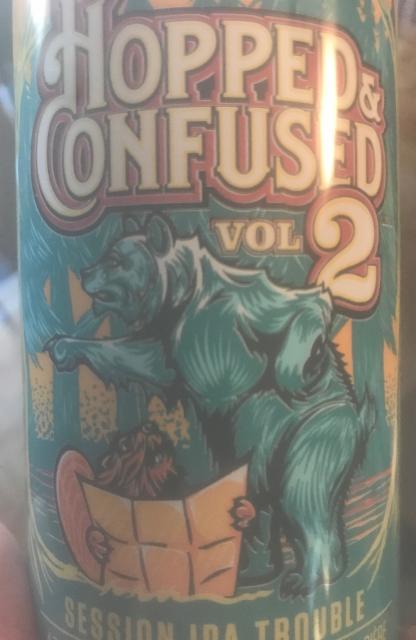 HOPPED &
CONFUSED
VOL 2
SESSION IPA TROUBLE